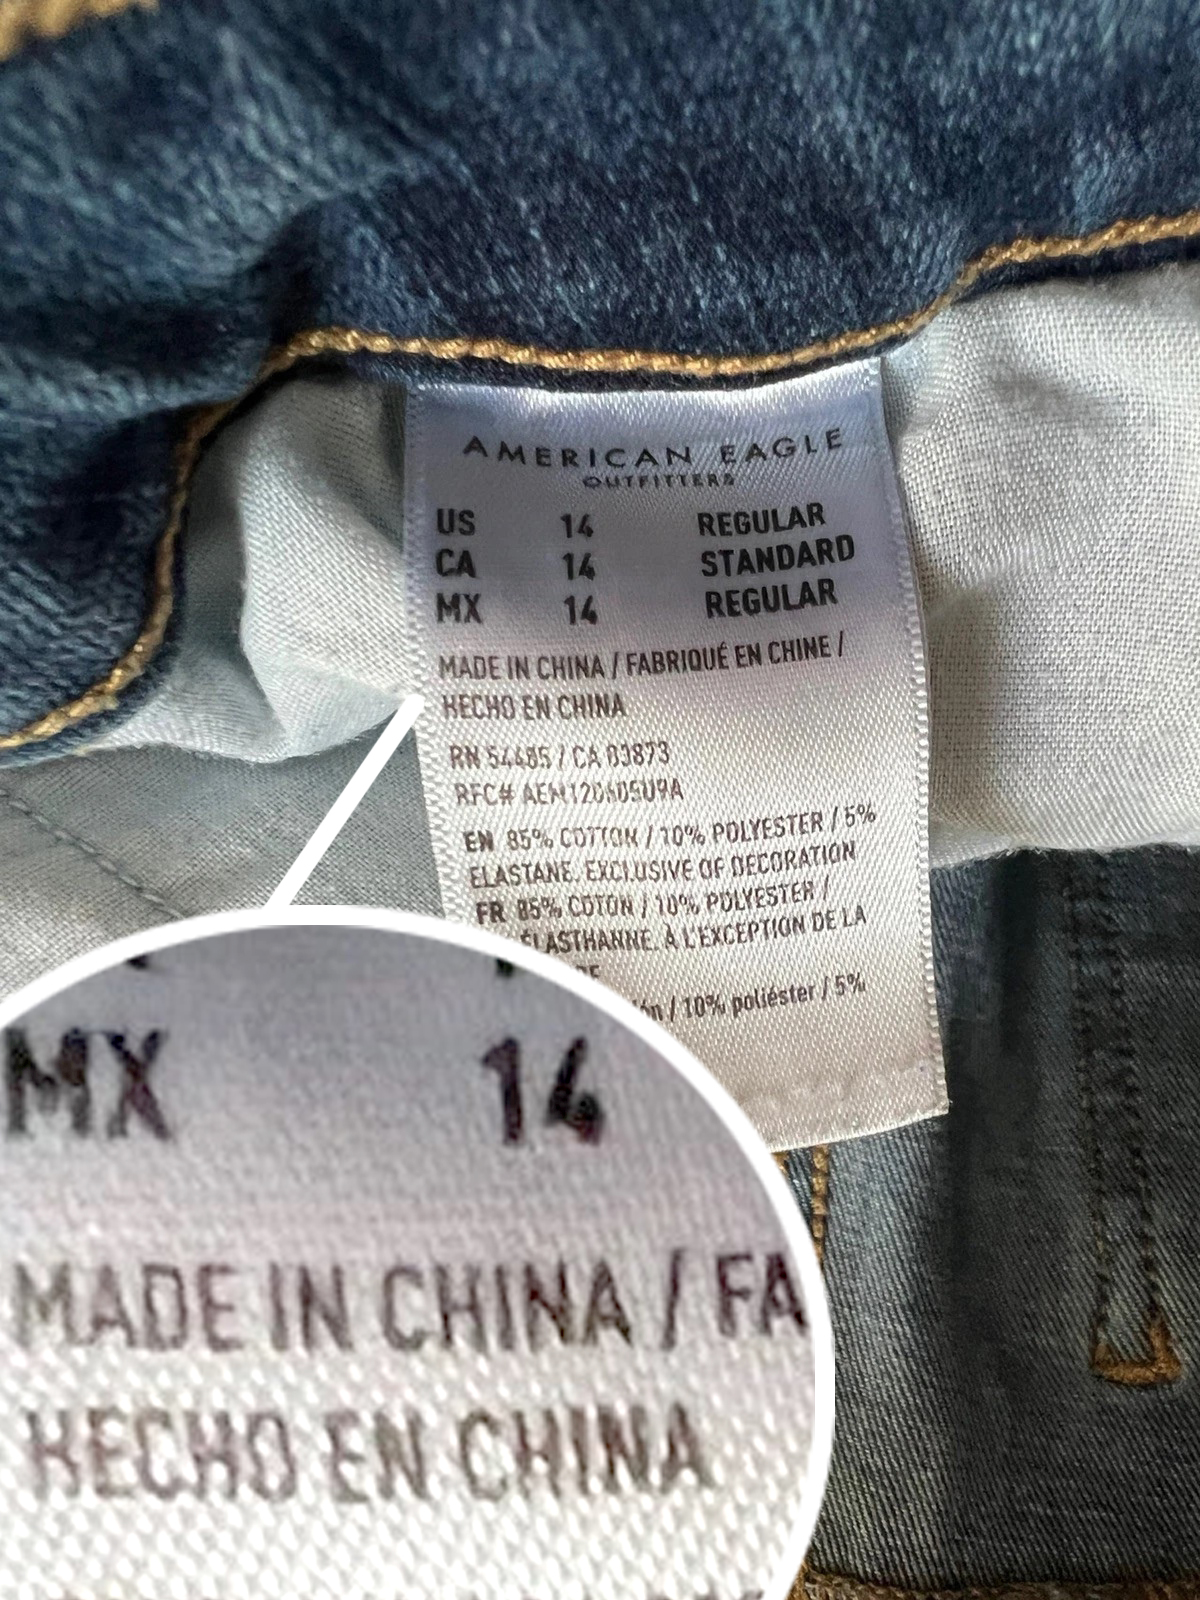 AMERICAN EAGLE
OUTFITTERS
US 14 REGULAR
CA 14 STANDARD
MX 14 REGULAR
MADE IN CHINA / FABRIQUÉ EN CHINE /
HECHO EN CHINA
RN 54485 / CA 03873
RFC#
EN 85% COTTON / 10% POLYESTER / 5%
ELASTANE. EXCLUSIVE OF DECORATION
FR 85% COTON / 10% POLYESTER /
ÉLASTHANNE. À L'EXCEPTION DE LA
/ 10% poliéster / 5%
MX 14
MADE IN CHINA / FA
HECHO EN CHINA